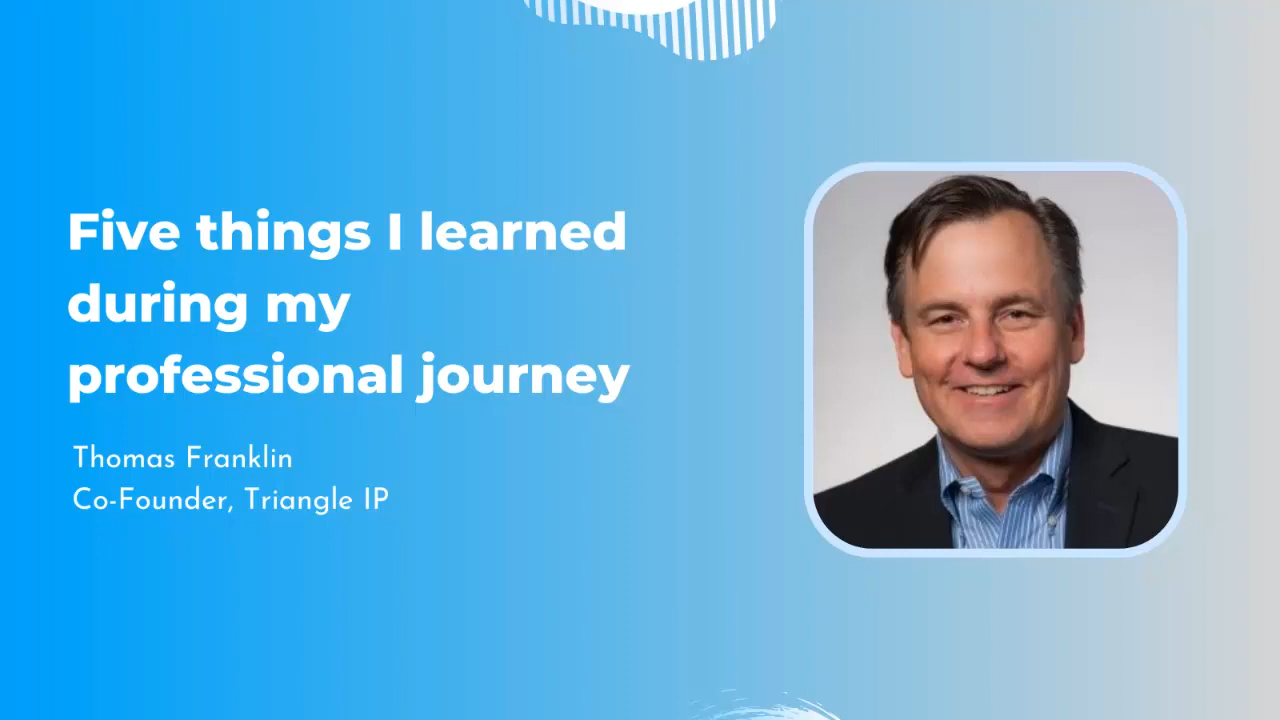 Five things I learned
during my
professional journey
Thomas Franklin
Co-Founder, Triangle IP